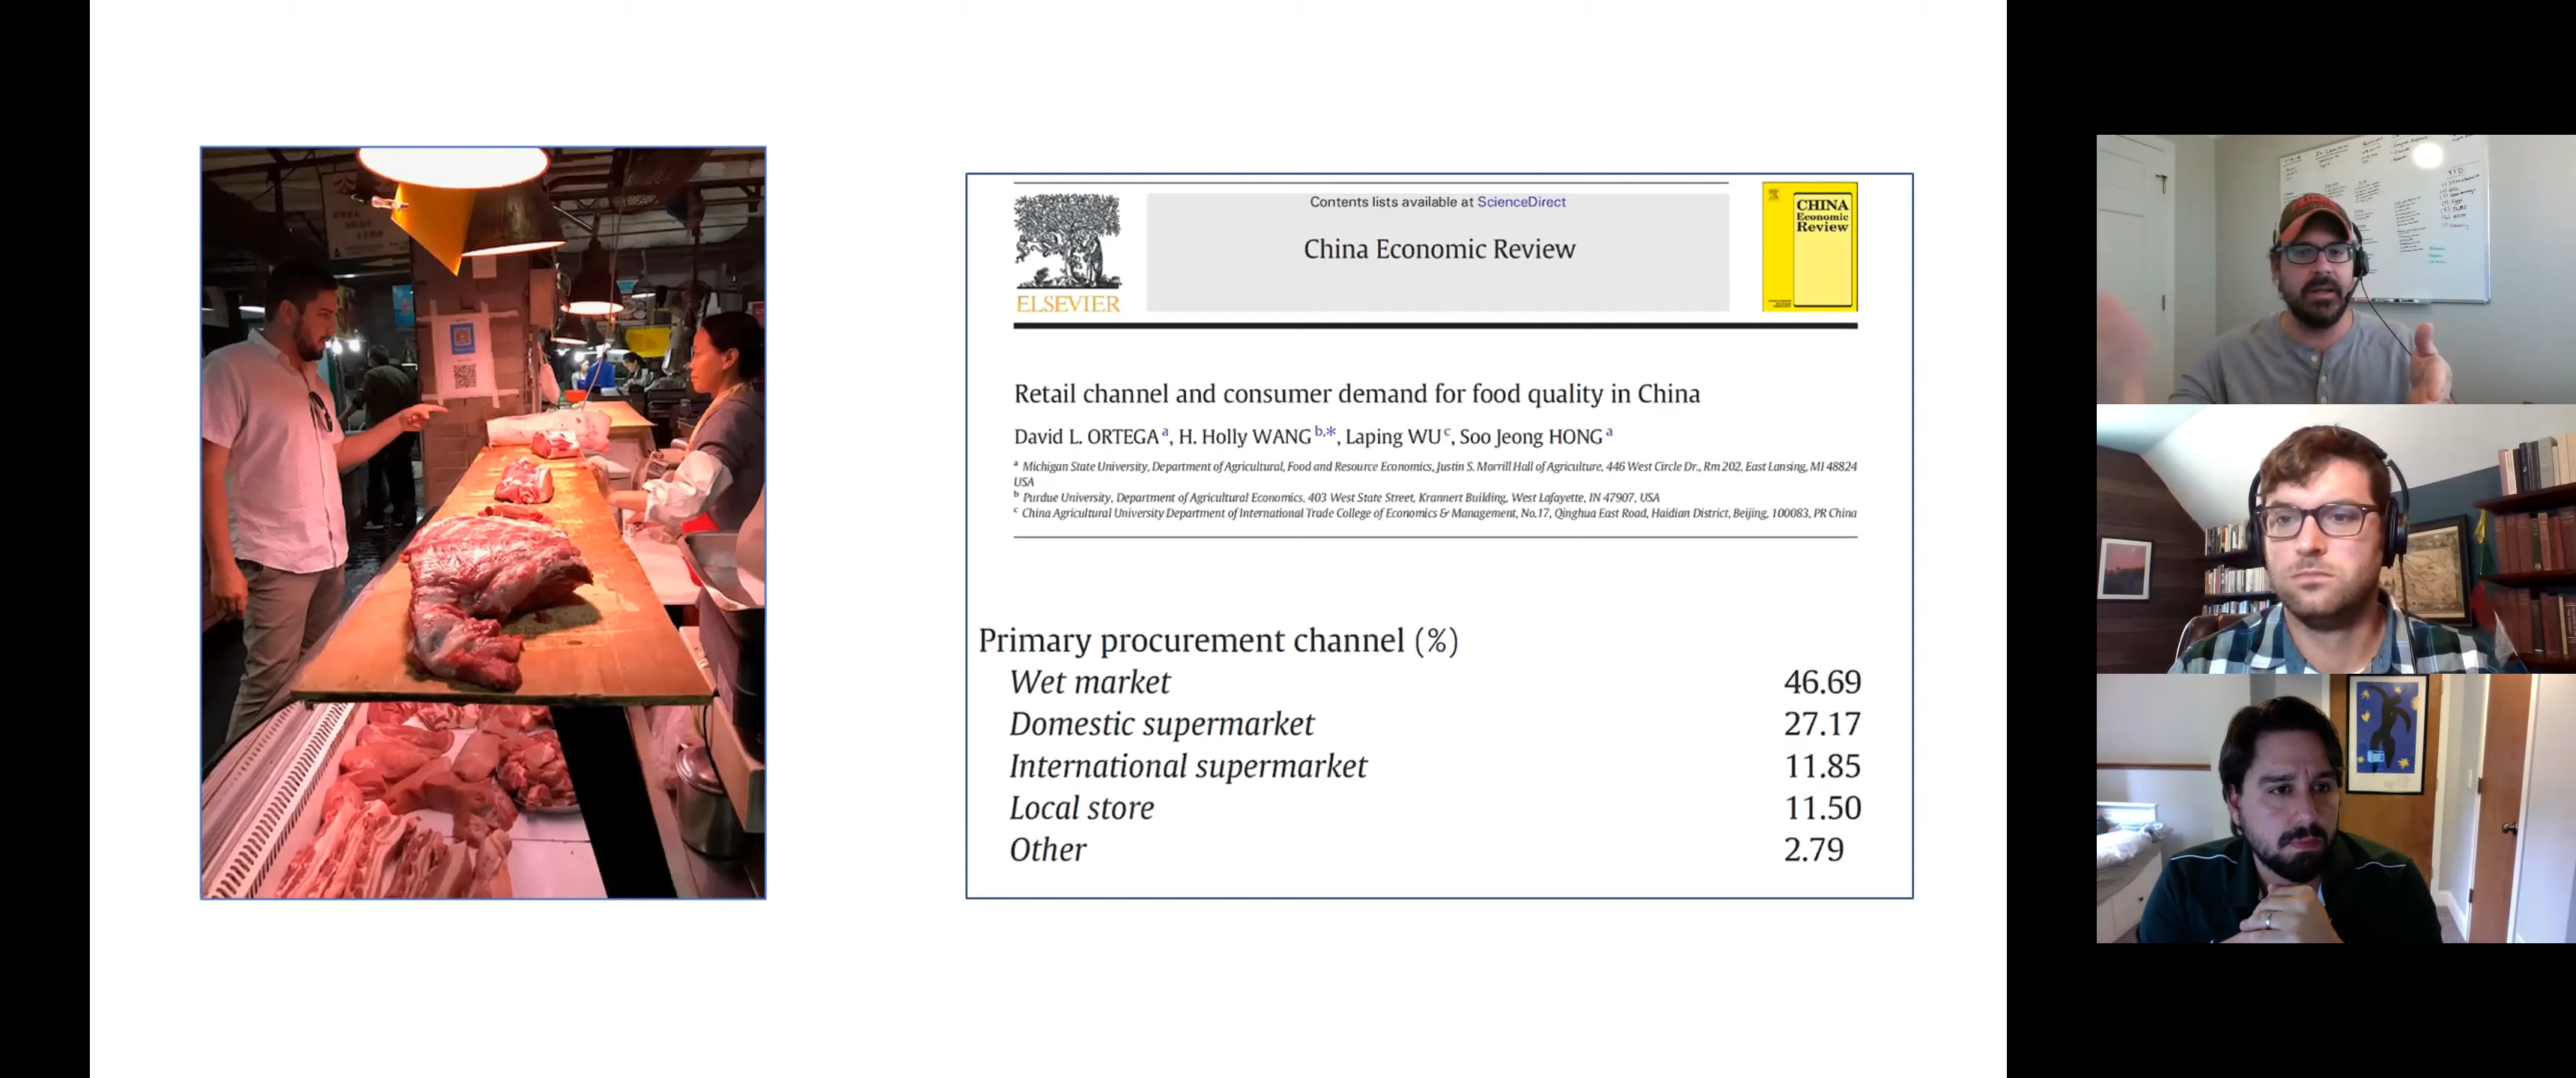 Contents lists available at ScienceDirect
China Economic Review
ELSEVIER
CHINA
Economic
Review
Retail channel and consumer demand for food quality in China
David L. ORTEGA a, H. Holly WANG b,*, Laping WU c, Soo Jeong HONG a
a Michigan State University, Department of Agricultural, Food and Resource Economics, Justin S. Morrill Hall of Agriculture, 446 West Circle Dr., Rm 202, East Lansing, MI 48824
USA
b Purdue University, Department of Agricultural Economics, 403 West State Street, Krannert Building, West Lafayette, IN 47907, USA
c China Agricultural University Department of International Trade College of Economics & Management, No.17, Qinghua East Road, Haidian District, Beijing, 100083, PR China
Primary procurement channel (%)
Wet market 46.69
Domestic supermarket 27.17
International supermarket 11.85
Local store 11.50
Other 2.79
YTD